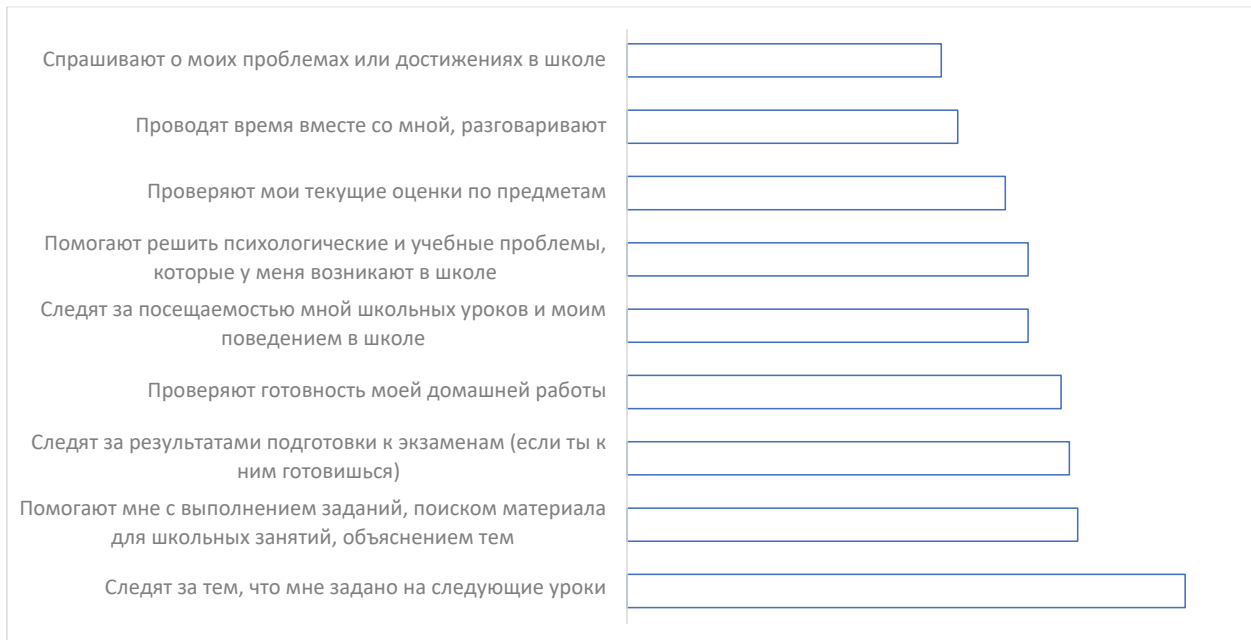 Спрашивают о моих проблемах или достижениях в школе
Проводят время вместе со мной, разговаривают
Проверяют мои текущие оценки по предметам
Помогают решить психологические и учебные проблемы,
которые у меня возникают в школе
Следят за посещаемостью мной школьных уроков и моим
поведением в школе
Проверяют готовность моей домашней работы
Следят за результатами подготовки к экзаменам (если ты к
ним готовишься)
Помогают мне с выполнением заданий, поиском материала
для школьных занятий, объяснением тем
Следят за тем, что мне задано на следующие уроки